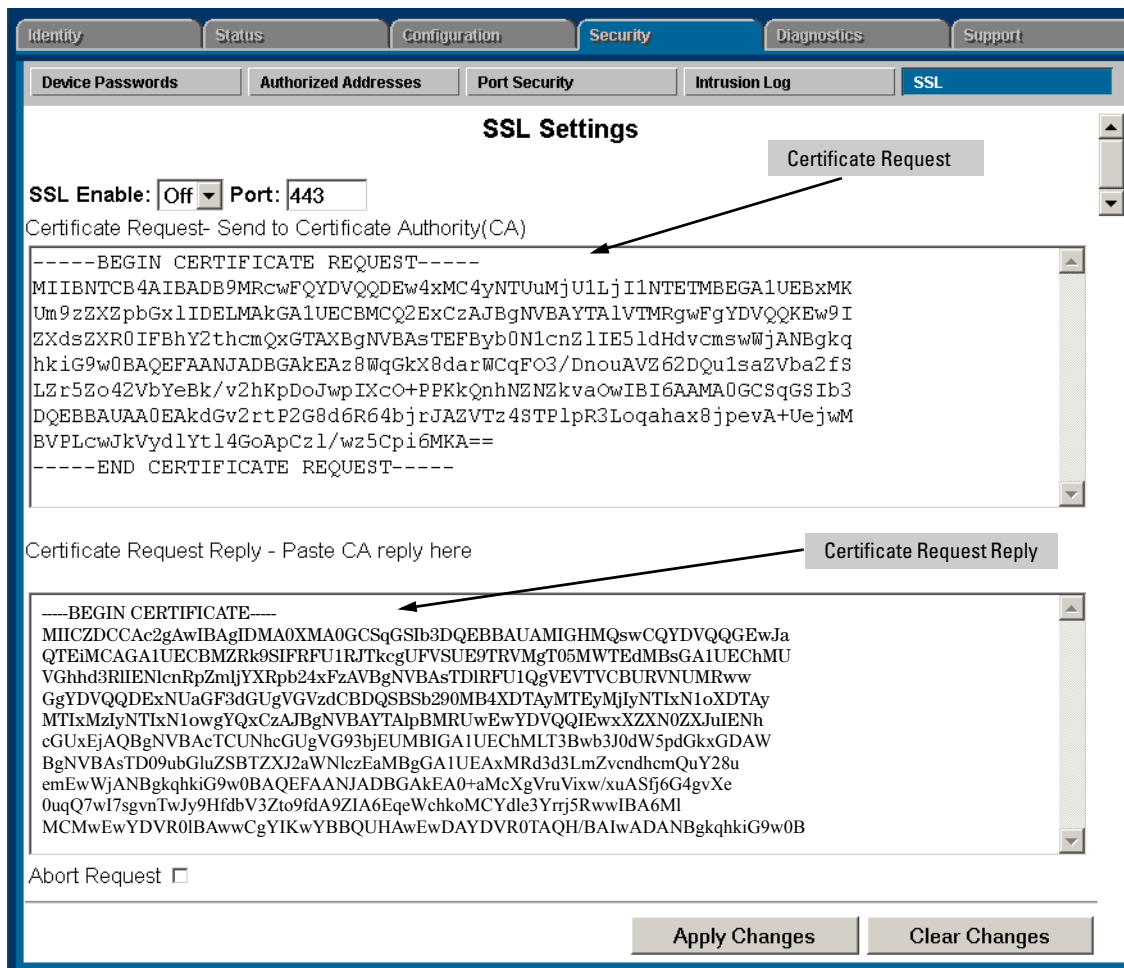 Identity Status Configuration Security Diagnostics Support
Device Passwords Authorized Addresses Port Security Intrusion Log SSL
SSL Settings
Certificate Request
SSL Enable: Off Port: 443
Certificate Request- Send to Certificate Authority(CA)
-----BEGIN CERTIFICATE REQUEST-----
MIIBNTCB4AIBADB9MRcwFQYDVQQDEw4xMC4yNTUuMjU1LjI1NTETMBEGA1UEBxMK
Um9zZXZpbGxlIDELMAkGA1UECBMCQ2ExCzAJBgNVBAYTAlVTMRgwFgYDVQQKEw9I
ZXdsZXR0IFBhY2thcmQxGTAXBgNVBAsTEFByb0N1cnZlIE5ldHdvcmswWjANBgkq
hkiG9w0BAQEFAANJADBGAkEAz8WqGkX8darWCqFO3/DnouAVZ62DQu1saZVba2fS
LZr5Zo42VbYeBk/v2hKpDoJwpIXcO+PPKkQnhNZNZkvaOwIBI6AAMA0GCSqGSIb3
DQEBBAUAA0EAkdGv2rtP2G8d6R64bjrJAZVTz4STPlpR3Loqahax8jpevA+UejwM
BVPLcwJkVydlYtl4GoApCzl/wz5Cpi6MKA==
-----END CERTIFICATE REQUEST-----
Certificate Request Reply - Paste CA reply here
Certificate Request Reply
-----BEGIN CERTIFICATE-----
MIICZDCCAc2gAwIBAgIDMA0XMA0GCSqGSIb3DQEBBAUAMIGHMQswCQYDVQQGEwJa
QTEiMCAGA1UECBMZRk9SIFRFU1RJTkcgUFVSUE9TRVMgT05MWTEdMBsGA1UEChMU
VGhhd3RlIENlcnRpZmljYXRpb24xFzAVBgNVBAsTDlRFU1QgVEVTVCBURVNUMRww
GgYDVQQDExNUaGF3dGUgVGVzdCBDQSBSb290MB4XDTAyMTEyMjIyNTIxN1oXDTAy
MTIxMzIyNTIxN1owgYQxCzAJBgNVBAYTAlpBMRUwEwYDVQQIEwxXZXN0ZXJuIENh
cGUxEjAQBgNVBAcTCUNhcGUgVG93bjEUMBIGA1UEChMLT3Bwb3J0dW5pdGkxGDAW
BgNVBAsTD09ubGluZSBTZXJ2aWNlczEaMBgGA1UEAxMRd3d3LmZvcndhcmQuY28u
emEwWjANBgkqhkiG9w0BAQEFAANJADBGAkEA0+aMcXgVruVixw/xuASfj6G4gvXe
0uqQ7wI7sgvnTwJy9HfdbV3Zto9fdA9ZIA6EqeWchkoMCYdle3Yrrj5RwwIBA6Ml
MCMwEwYDVR0lBAwwCgYIKwYBBQUHAwEwDAYDVR0TAQH/BAIwADANBgkqhkiG9w0B
Abort Request
Apply Changes Clear Changes